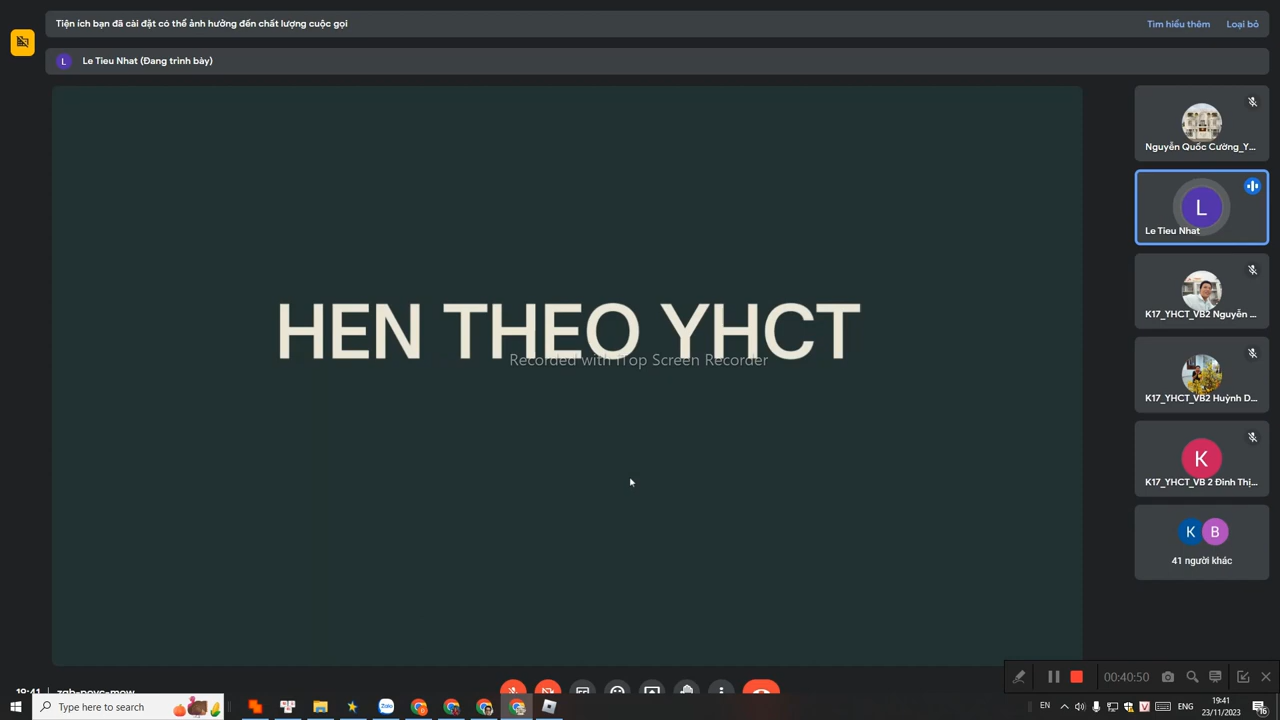 Tiện ích bạn đã cài đặt có thể ảnh hưởng đến chất lượng cuộc gọi
Tìm hiểu thêm
Loại bỏ
L
Le Tieu Nhat (Đang trình bày)
HEN THEO YHCT
Recorded with iTop Screen Recorder
Nguyễn Quốc Cường_Y...
L
Le Tieu Nhat
K17_YHCT_VB2 Nguyễn ...
K17_YHCT_VB2 Huỳnh D...
K
K17_YHCT_VB 2 Đinh Thị...
K B
41 người khác
00:40:50
Type here to search
Zalo
EN
V
ENG
19:41
23/11/2023